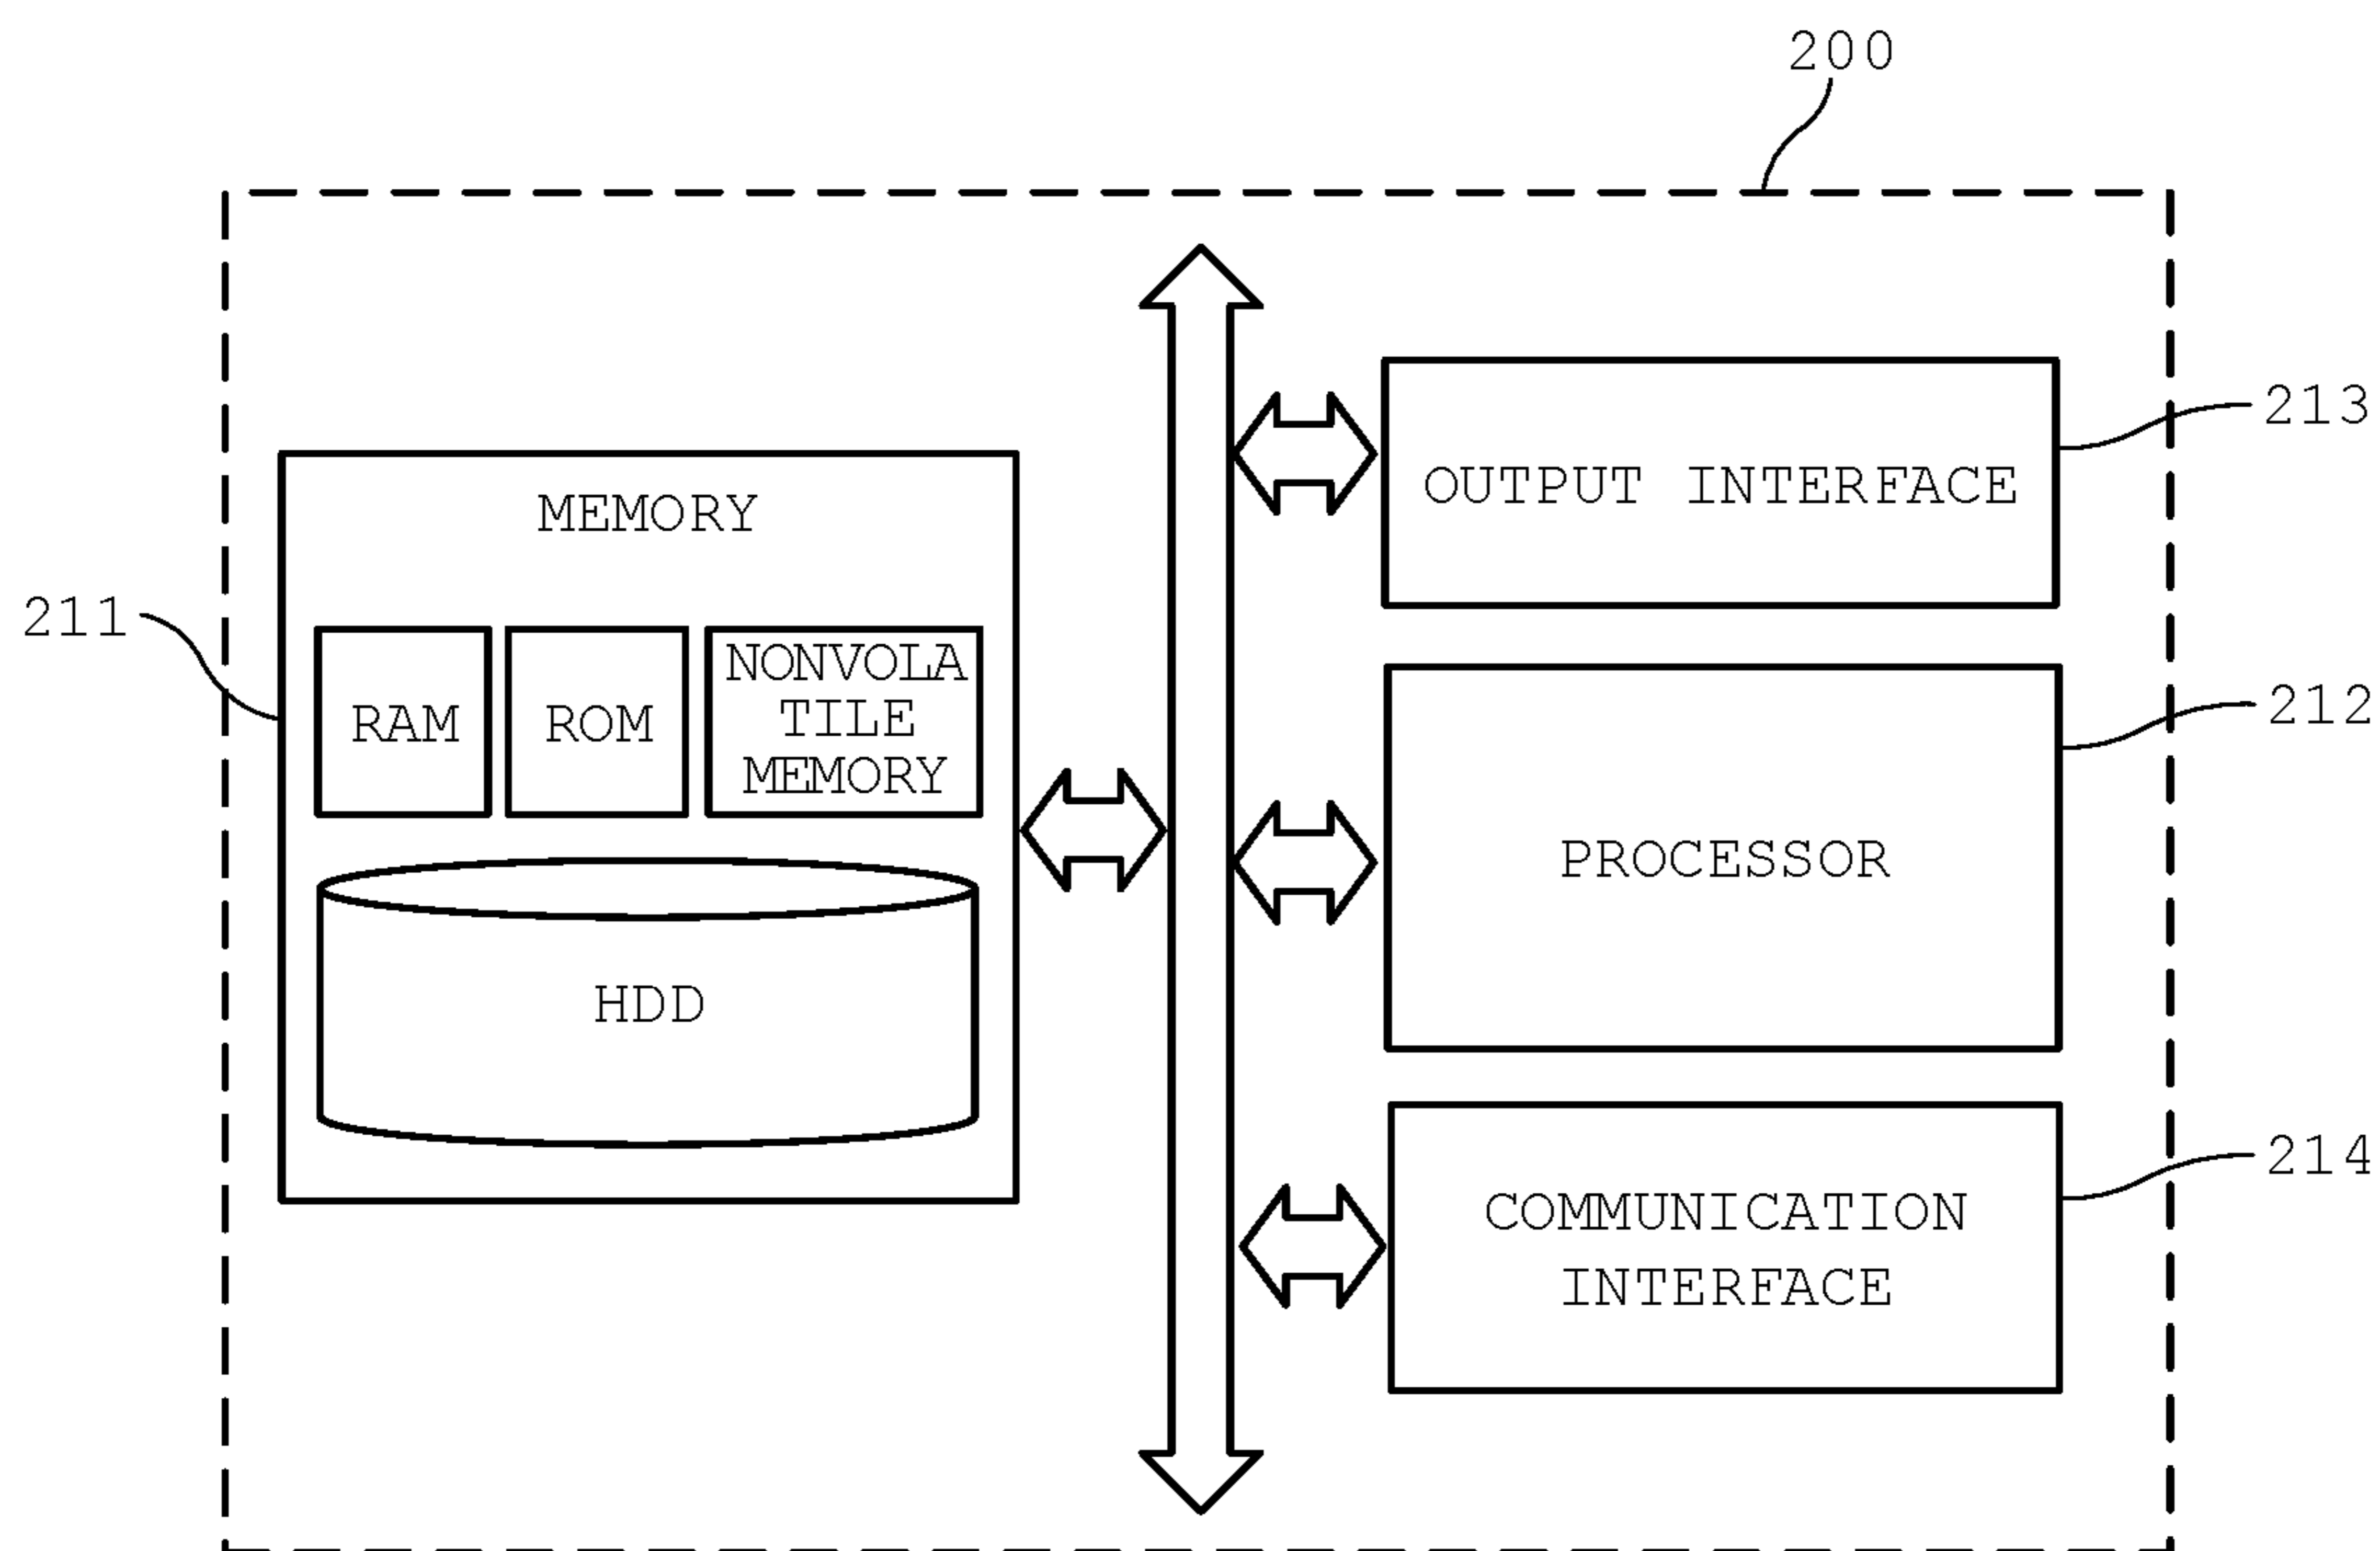 200
213
OUTPUT INTERFACE
MEMORY
211
RAM
ROM
NONVOLA
TILE
MEMORY
212
PROCESSOR
HDD
214
COMMUNICATION
INTERFACE